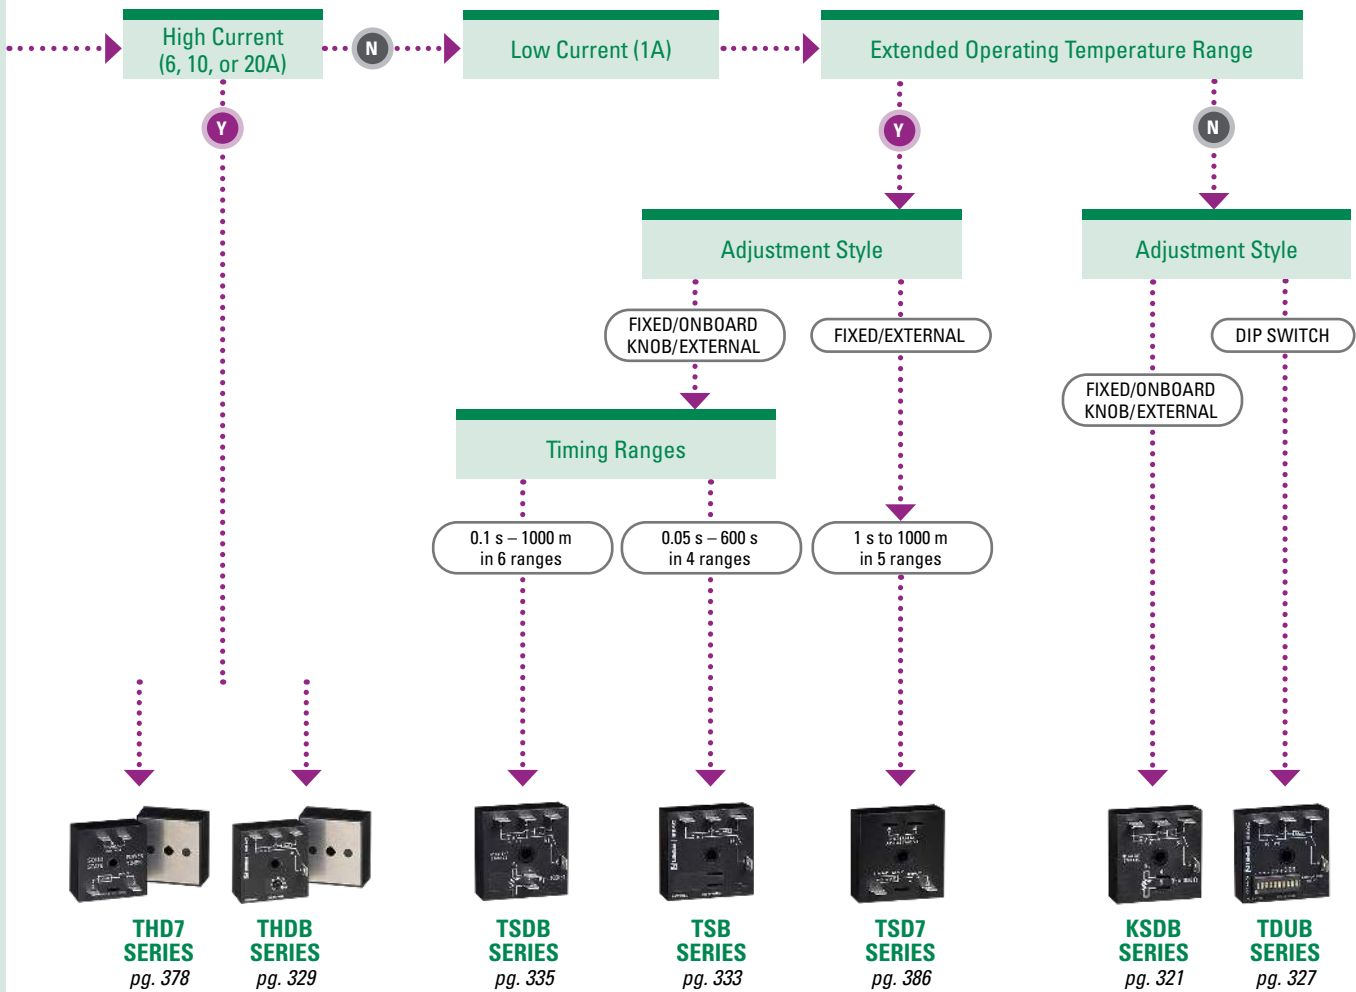 High Current
(6, 10, or 20A)
N
Low Current (1A)
Extended Operating Temperature Range
Y
Y
N
Adjustment Style
Adjustment Style
FIXED/ONBOARD
KNOB/EXTERNAL
FIXED/EXTERNAL
DIP SWITCH
FIXED/ONBOARD
KNOB/EXTERNAL
Timing Ranges
0.1 s – 1000 m
in 6 ranges
0.05 s – 600 s
in 4 ranges
1 s to 1000 m
in 5 ranges
THD7
SERIES
pg. 378
THDB
SERIES
pg. 329
TSDB
SERIES
pg. 335
TSB
SERIES
pg. 333
TSD7
SERIES
pg. 386
KSDB
SERIES
pg. 321
TDUB
SERIES
pg. 327